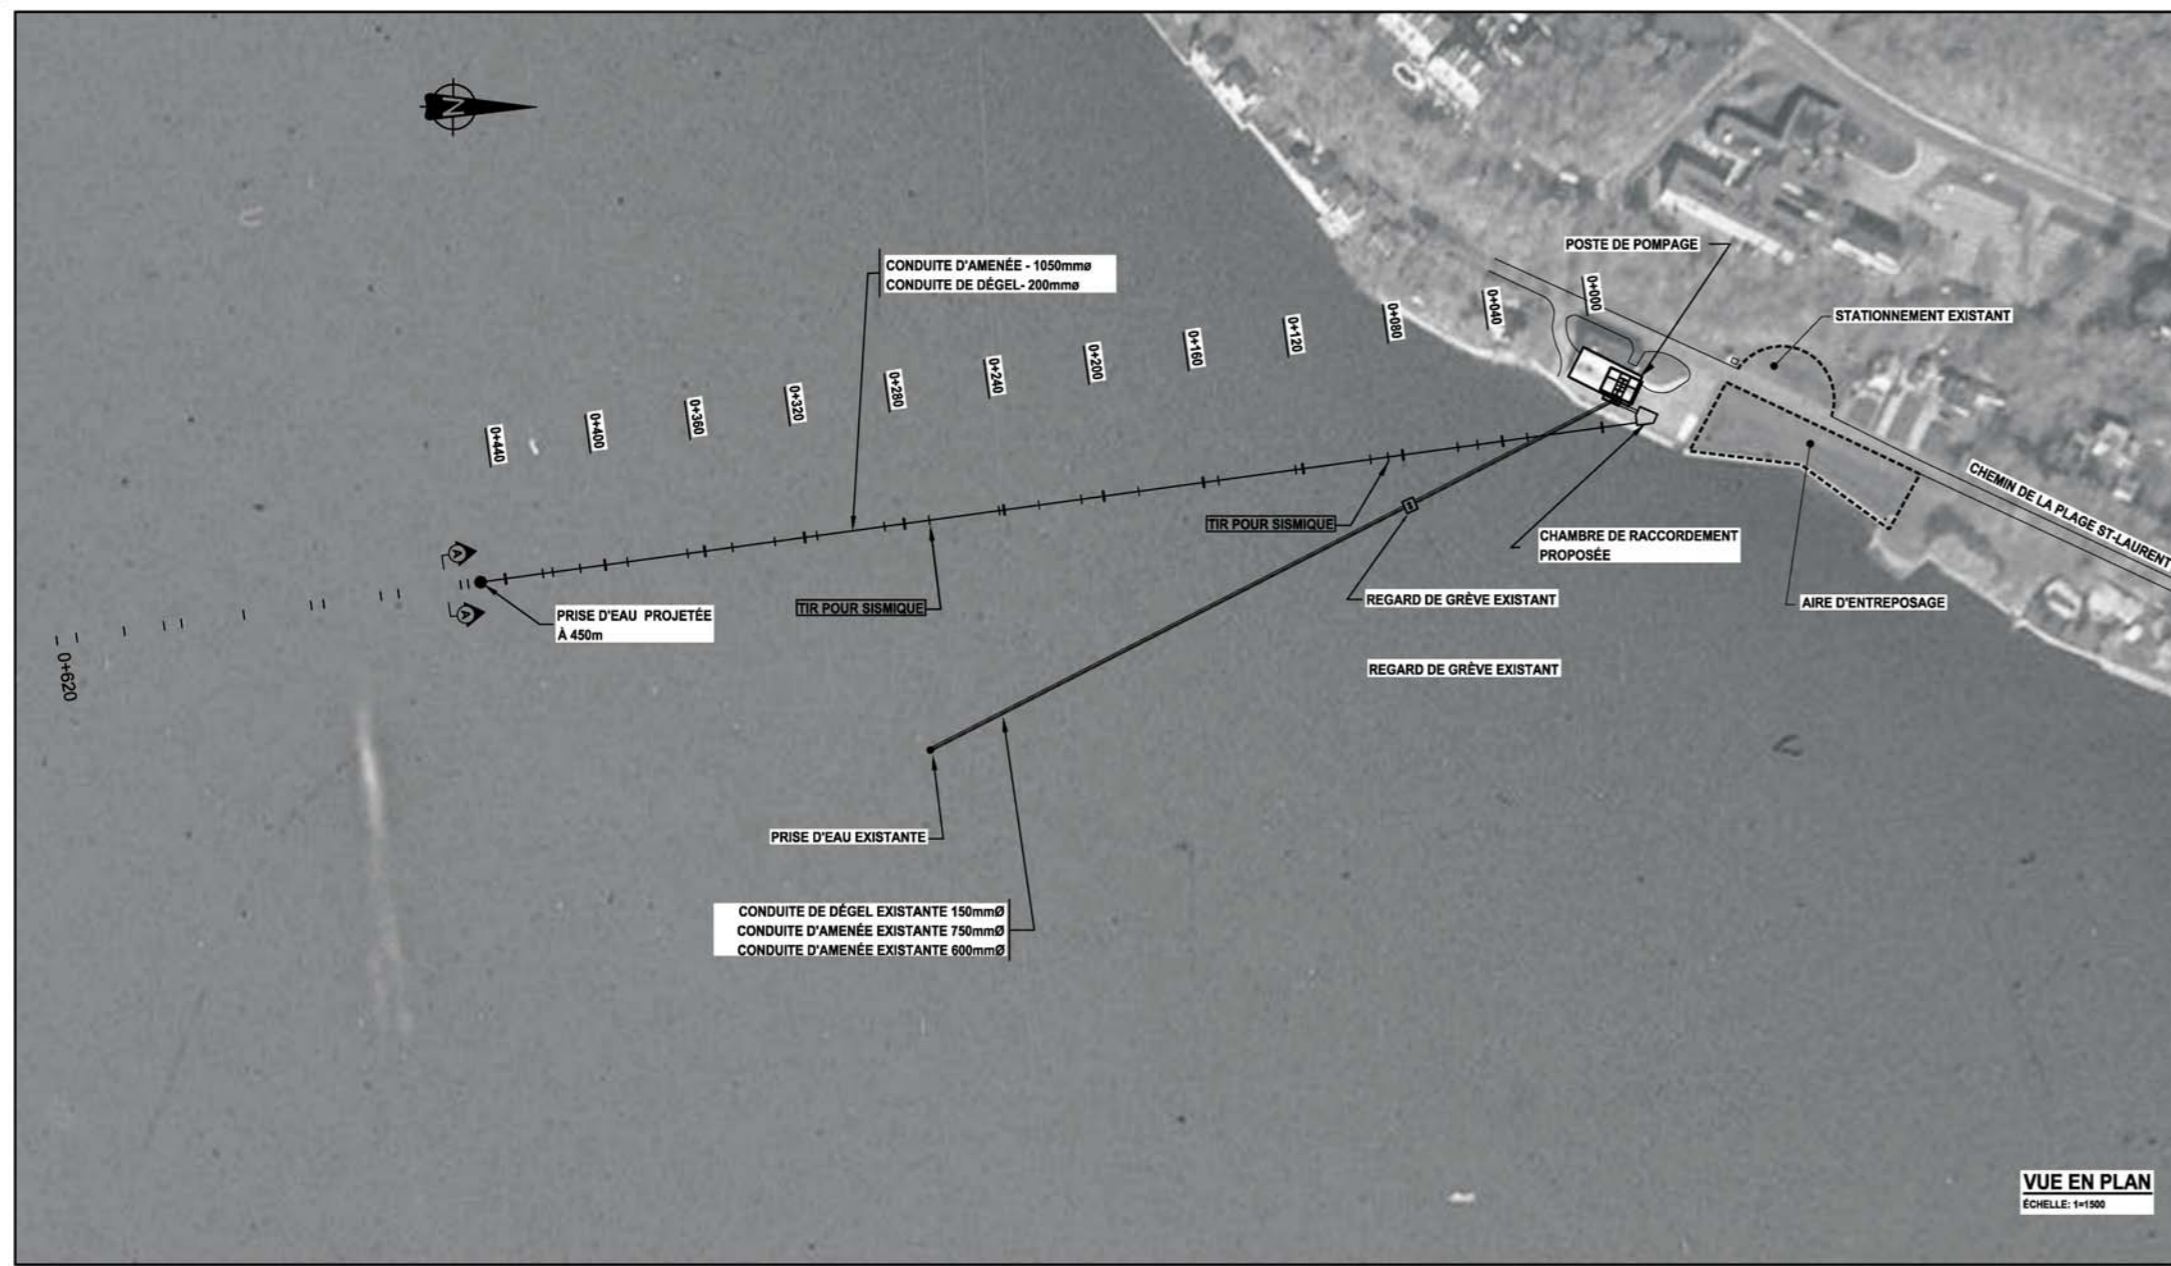 N
POSTE DE POMPAGE
CONDUITE D'AMENÉE - 1050mmø
CONDUITE DE DÉGEL- 200mmø
STATIONNEMENT EXISTANT
0+000
0+040
0+080
0+120
0+160
0+200
0+240
0+280
0+320
0+360
0+400
0+440
CHEMIN DE LA PLAGE ST-LAURENT
TIR POUR SISMIQUE
CHAMBRE DE RACCORDEMENT
PROPOSÉE
A
A
TIR POUR SISMIQUE
REGARD DE GRÈVE EXISTANT
AIRE D'ENTREPOSAGE
PRISE D'EAU PROJETÉE
À 450m
0+620
REGARD DE GRÈVE EXISTANT
PRISE D'EAU EXISTANTE
CONDUITE DE DÉGEL EXISTANTE 150mmØ
CONDUITE D'AMENÉE EXISTANTE 750mmØ
CONDUITE D'AMENÉE EXISTANTE 600mmØ
VUE EN PLAN
ÉCHELLE: 1=1500